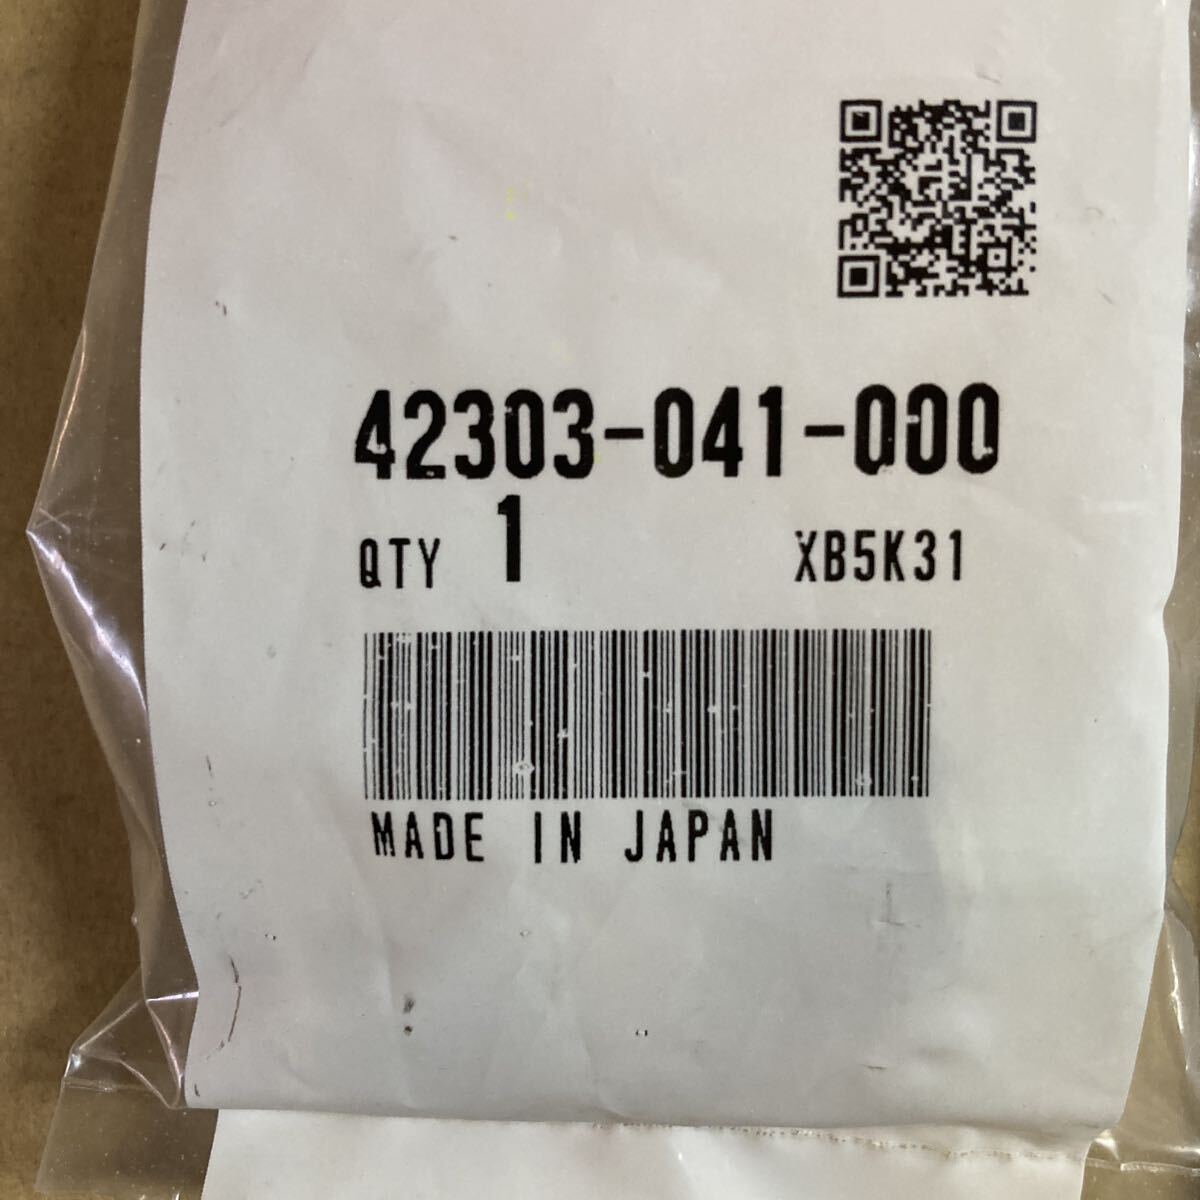 42303-041-000
QTY 1 XB5K31
MADE IN JAPAN